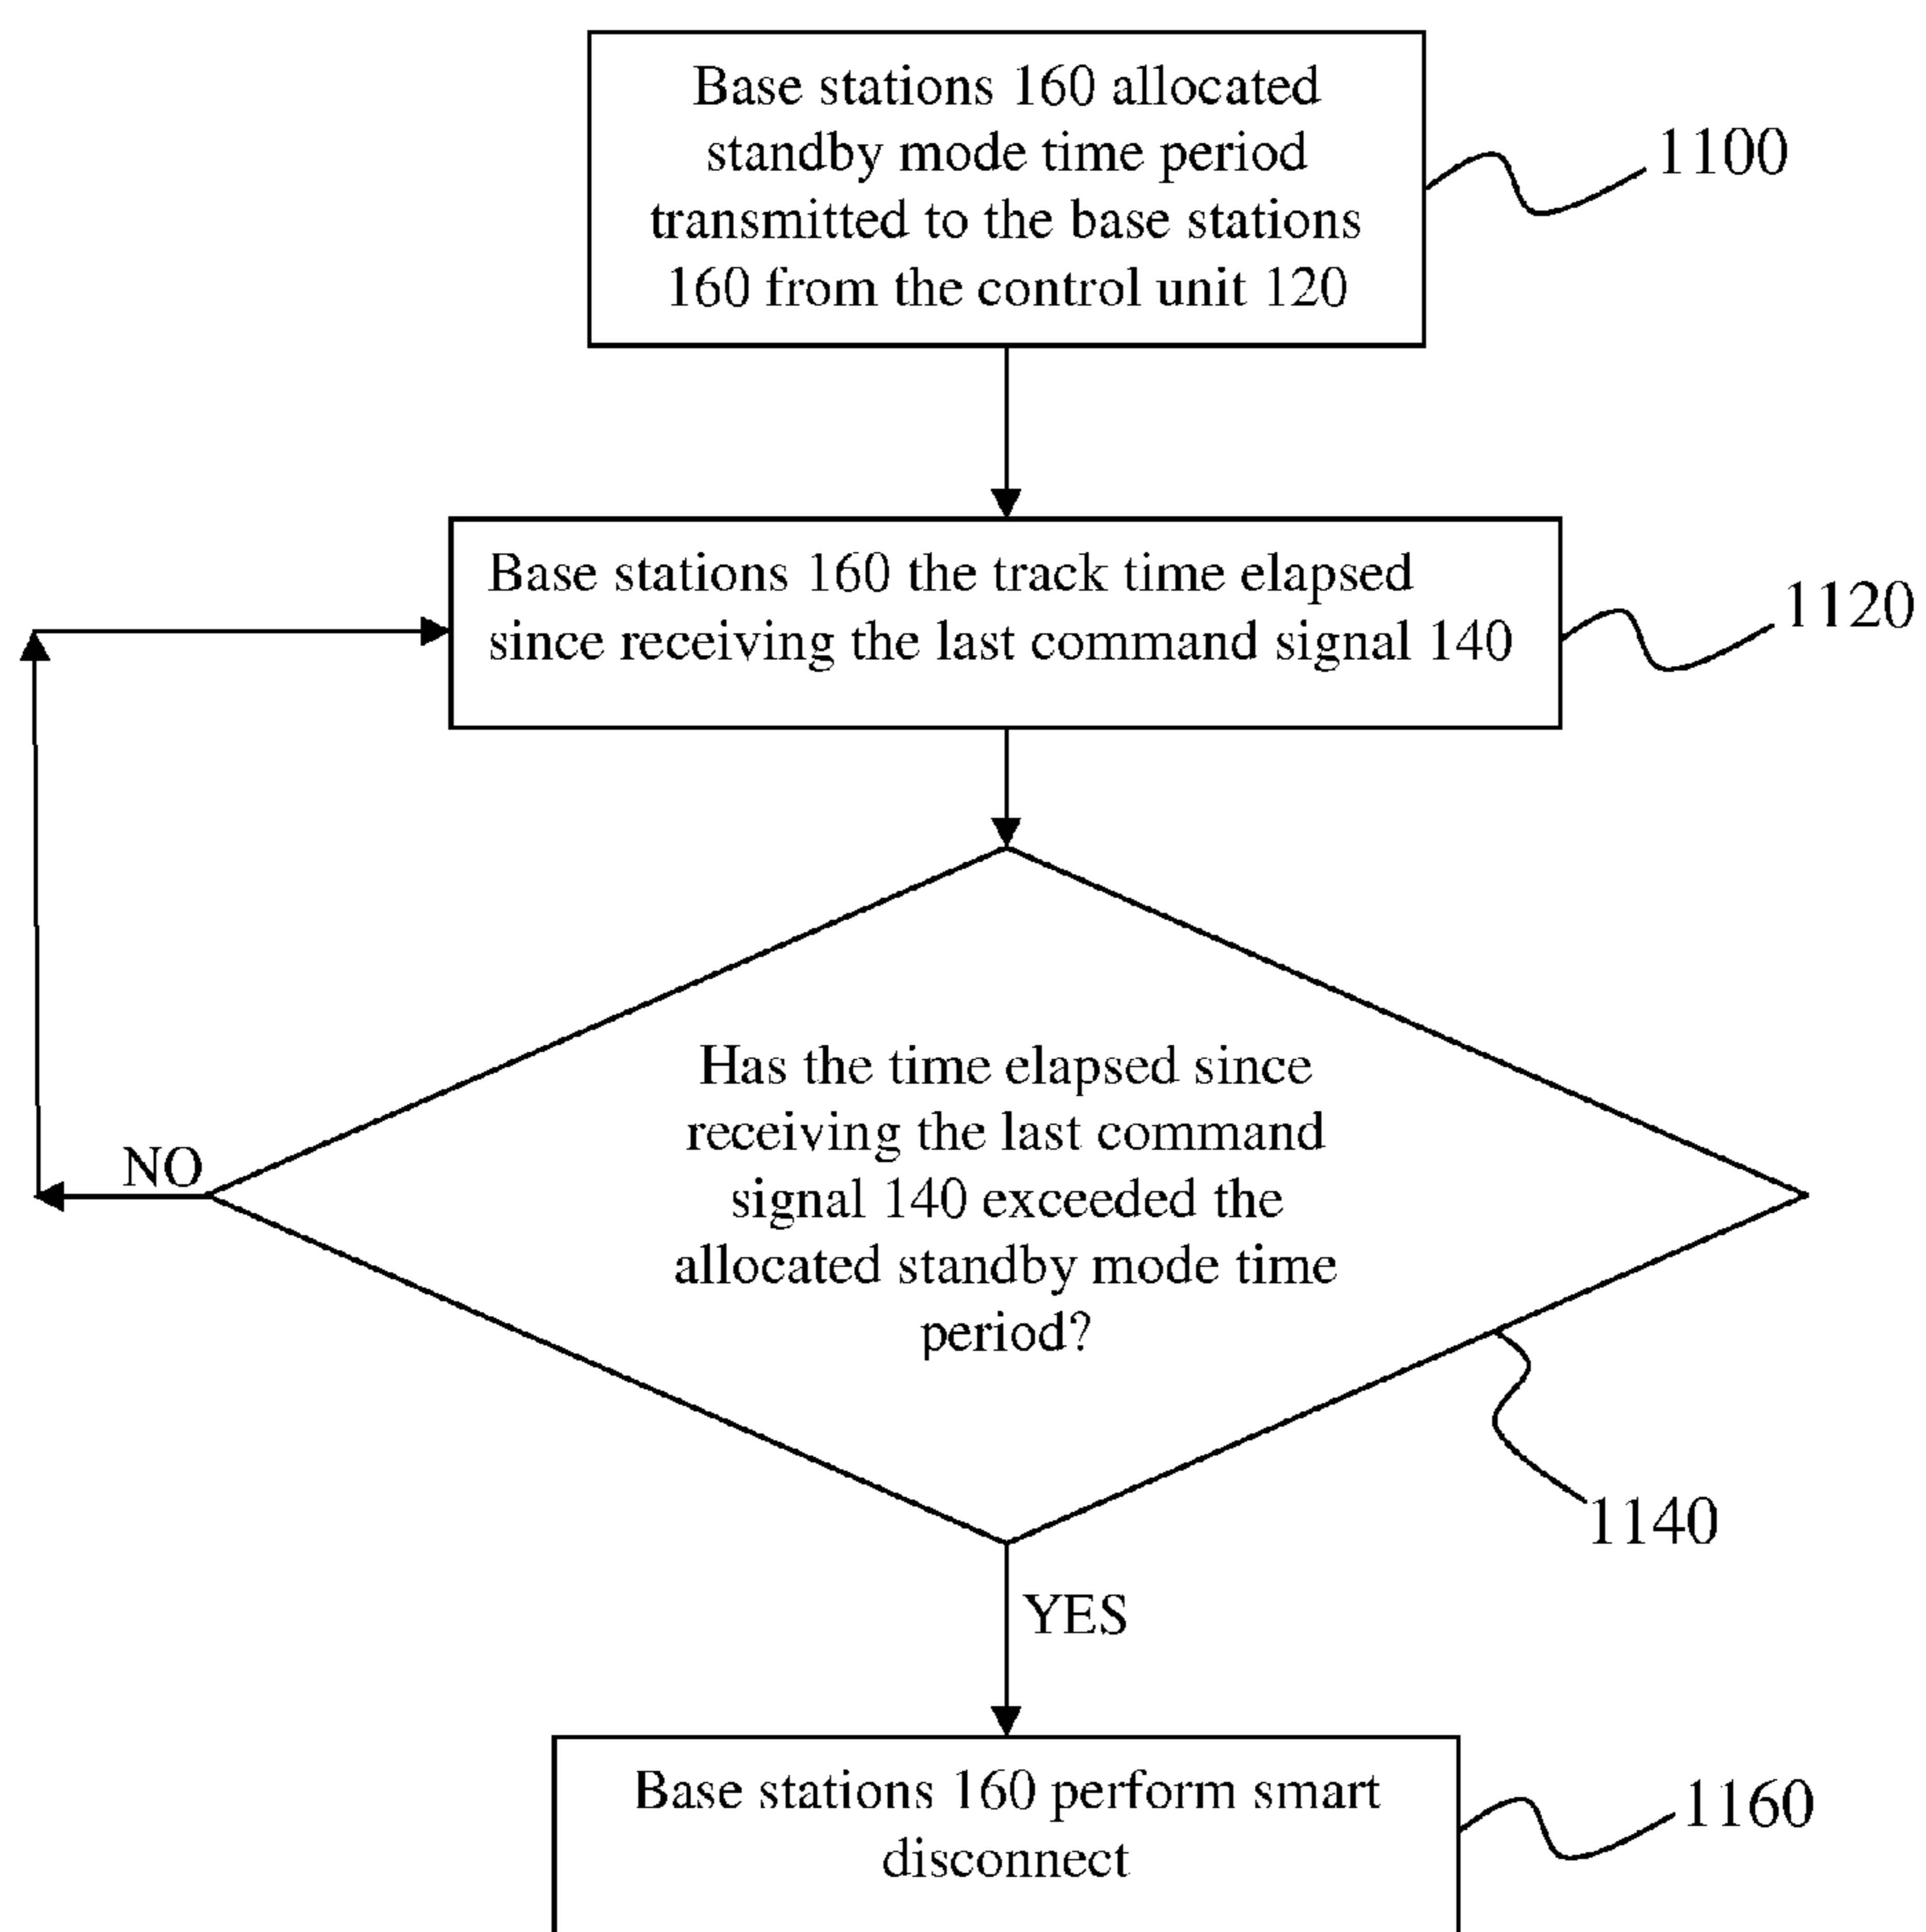 Base stations 160 allocated
standby mode time period
transmitted to the base stations
160 from the control unit 120
1100
Base stations 160 the track time elapsed
since receiving the last command signal 140
1120
Has the time elapsed since
receiving the last command
signal 140 exceeded the
allocated standby mode time
period?
NO
1140
YES
Base stations 160 perform smart
disconnect
1160